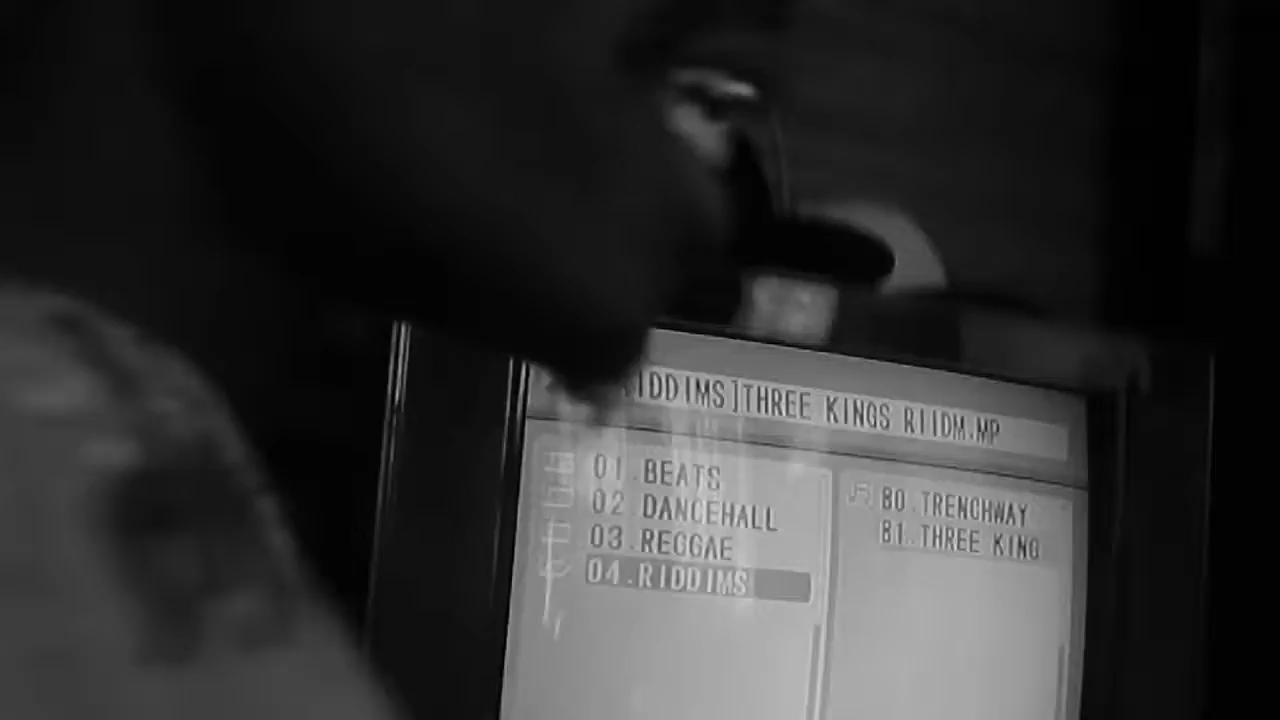 RIDDIMS]THREE KINGS RIIDM.MP
01.BEATS
02.DANCEHALL
03.REGGAE
04.RIDDIMS
80.TRENCHWAY
81.THREE KING